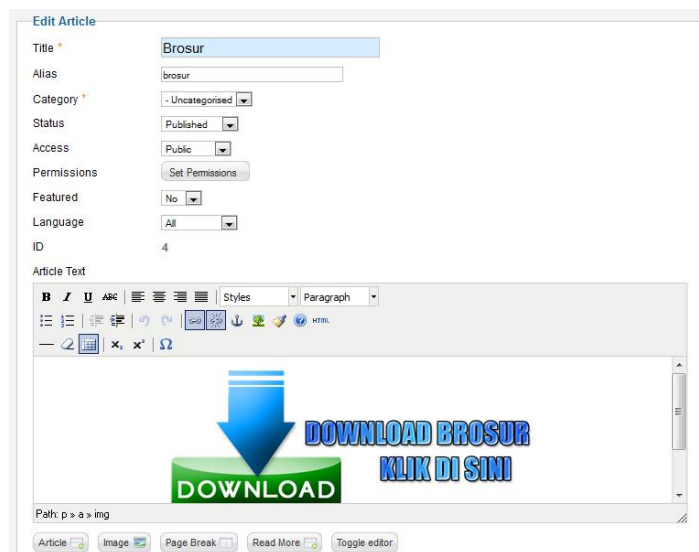 Edit Article
Title * Brosur
Alias brosur
Category * - Uncategorised
Status Published
Access Public
Permissions Set Permissions
Featured No
Language All
ID 4
Article Text
B I U ABC Styles Paragraph
HTML
x₂ x² Ω
DOWNLOAD BROSUR
KLIK DI SINI
DOWNLOAD
Path: p » a » img
Article Image Page Break Read More Toggle editor